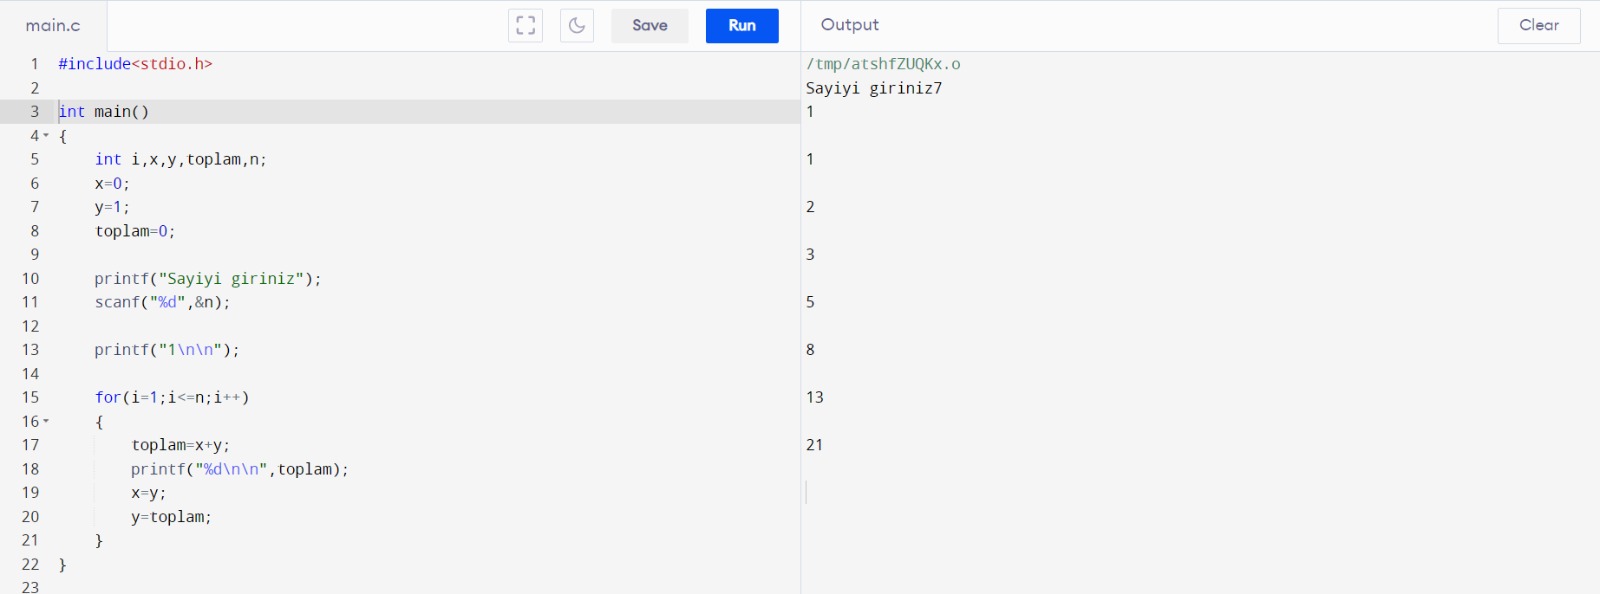 main.c
Save
Run
Output
Clear
1 #include<stdio.h>
2
3 int main()
4 {
5 int i,x,y,toplam,n;
6 x=0;
7 y=1;
8 toplam=0;
9
10 printf("Sayiyi giriniz");
11 scanf("%d",&n);
12
13 printf("1\n\n");
14
15 for(i=1;i<=n;i++)
16 {
17 toplam=x+y;
18 printf("%d\n\n",toplam);
19 x=y;
20 y=toplam;
21 }
22 }
23
/tmp/atshfZUQKx.o
Sayiyi giriniz7
1
1
2
3
5
8
13
21